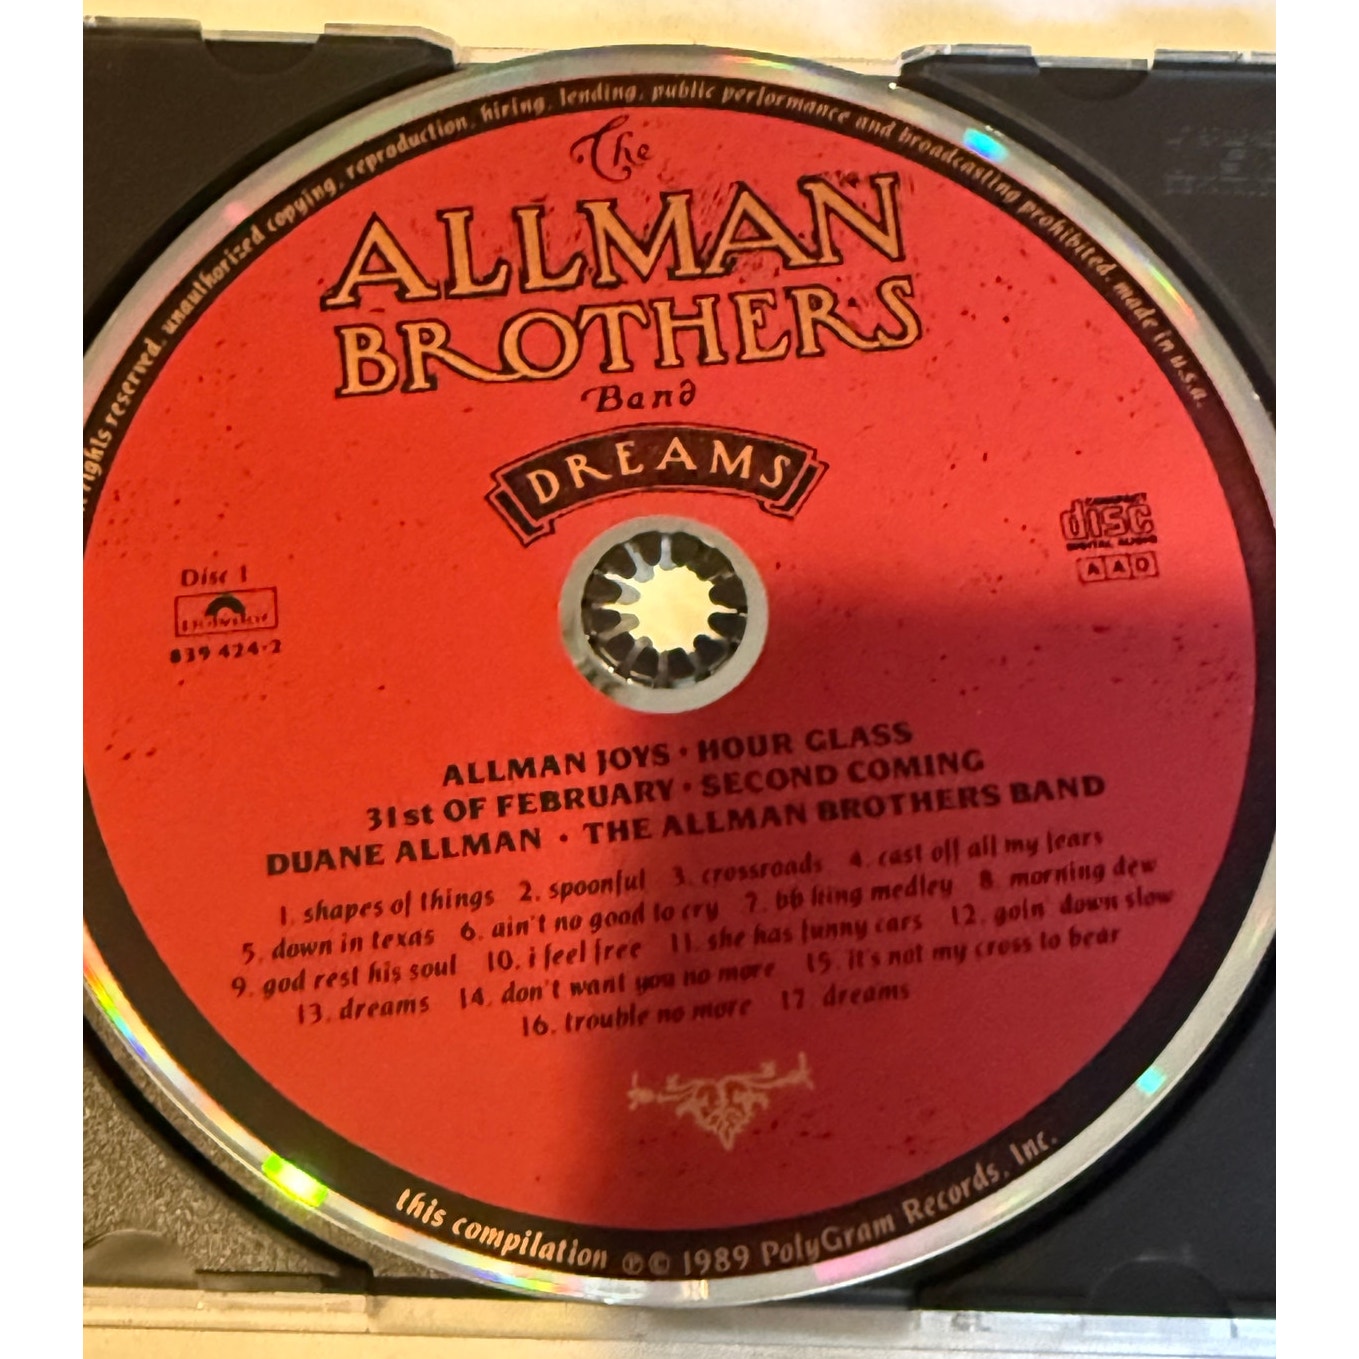 rights reserved. unauthorized copying, reproduction, hiring, lending, public performance and broadcasting prohibited. made in u.s.a.
The
ALLMAN
BROTHERS
Band
DREAMS
Disc 1
Polydor
839 424-2
COMPACT
disc
DIGITAL AUDIO
AAD
ALLMAN JOYS · HOUR GLASS
31st OF FEBRUARY · SECOND COMING
DUANE ALLMAN · THE ALLMAN BROTHERS BAND
1. shapes of things 2. spoonful 3. crossroads 4. cast off all my fears
5. down in texas 6. ain't no good to cry 7. bb king medley 8. morning dew
9. god rest his soul 10. i feel free 11. she has funny cars 12. goin' down slow
13. dreams 14. don't want you no more 15. it's not my cross to bear
16. trouble no more 17. dreams
this compilation ℗© 1989 PolyGram Records, Inc.